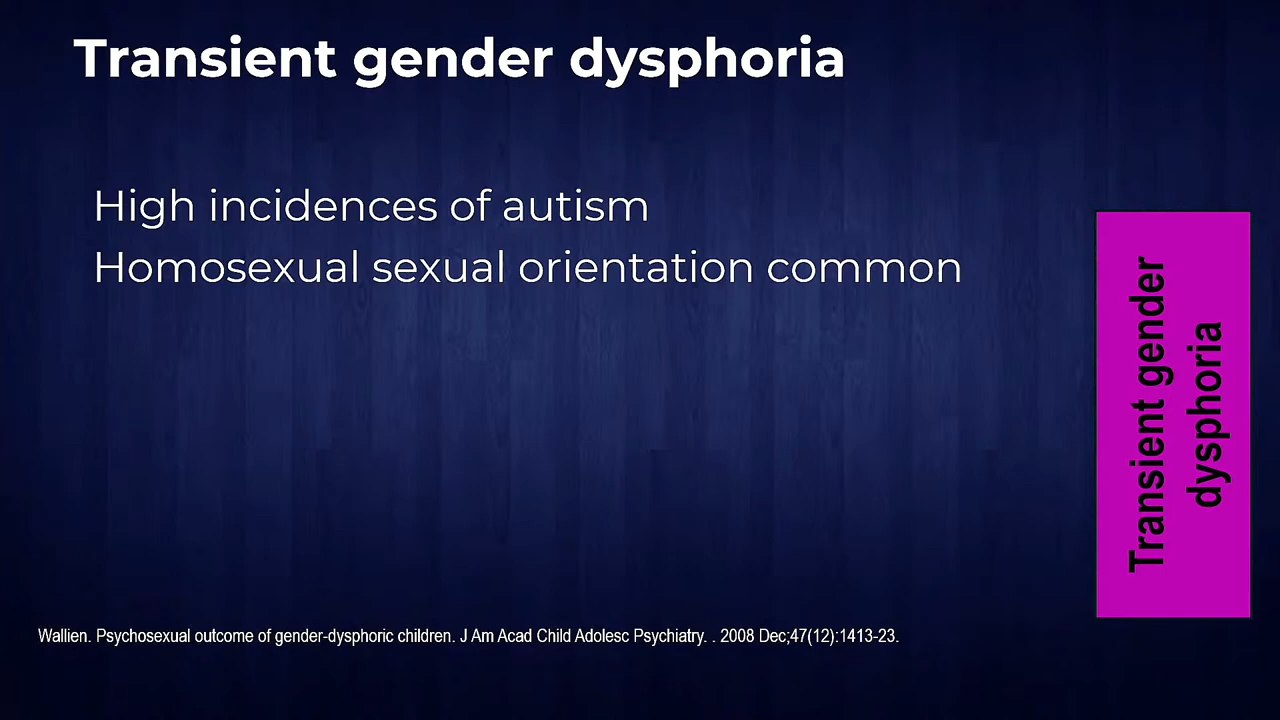 Transient gender dysphoria
High incidences of autism
Homosexual sexual orientation common
Transient gender
dysphoria
Wallien. Psychosexual outcome of gender-dysphoric children. J Am Acad Child Adolesc Psychiatry. . 2008 Dec;47(12):1413-23.